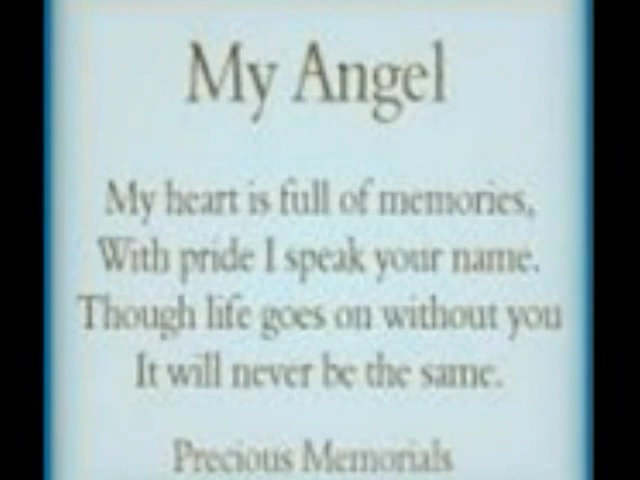 My Angel
My heart is full of memories,
With pride I speak your name.
Though life goes on without you
It will never be the same.
Precious Memorials